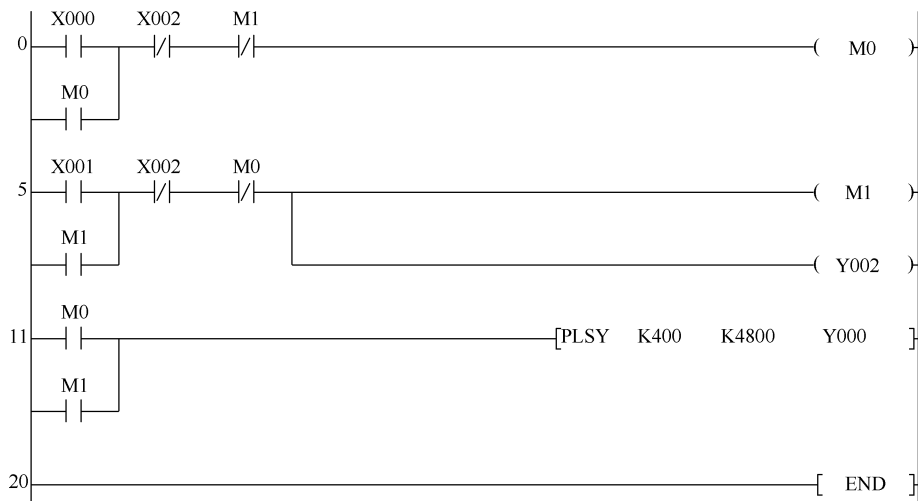 X000 X002 M1
0 ( M0 )
M0
X001 X002 M0
5 ( M1 )
M1
( Y002 )
M0
11 [PLSY K400 K4800 Y000 ]
M1
20 [ END ]